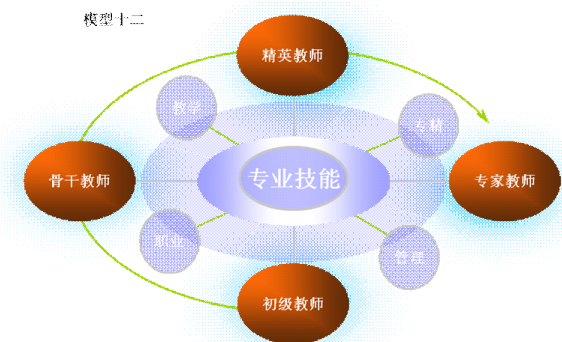 模型十二
精英教师
教学
专精
骨干教师
专业技能
专家教师
职业
管理
初级教师